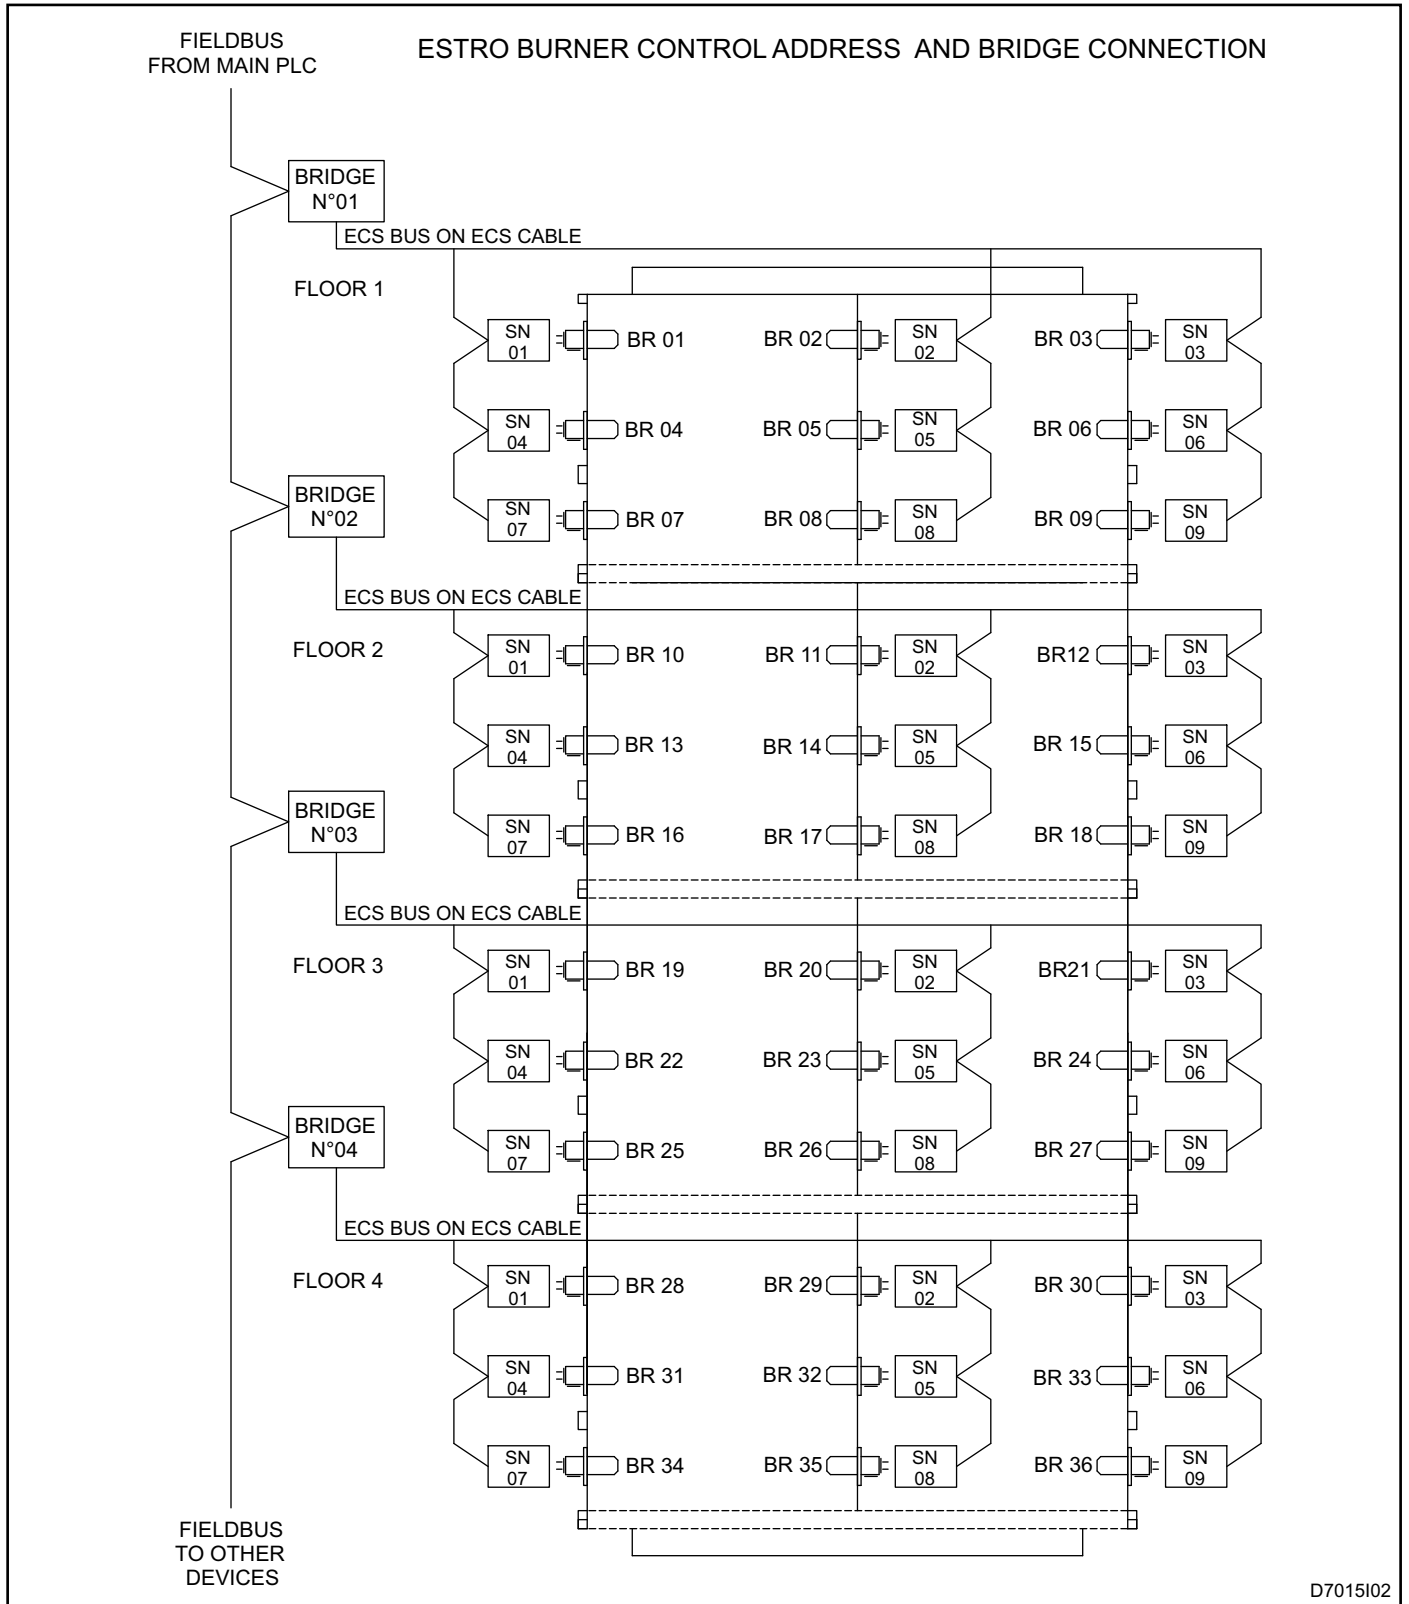 FIELDBUS
FROM MAIN PLC
ESTRO BURNER CONTROL ADDRESS AND BRIDGE CONNECTION
BRIDGE
N°01
ECS BUS ON ECS CABLE
FLOOR 1
SN
01
BR 01
BR 02
SN
02
BR 03
SN
03
SN
04
BR 04
BR 05
SN
05
BR 06
SN
06
SN
07
BR 07
BR 08
SN
08
BR 09
SN
09
BRIDGE
N°02
ECS BUS ON ECS CABLE
FLOOR 2
SN
01
BR 10
BR 11
SN
02
BR12
SN
03
SN
04
BR 13
BR 14
SN
05
BR 15
SN
06
SN
07
BR 16
BR 17
SN
08
BR 18
SN
09
BRIDGE
N°03
ECS BUS ON ECS CABLE
FLOOR 3
SN
01
BR 19
BR 20
SN
02
BR21
SN
03
SN
04
BR 22
BR 23
SN
05
BR 24
SN
06
SN
07
BR 25
BR 26
SN
08
BR 27
SN
09
BRIDGE
N°04
ECS BUS ON ECS CABLE
FLOOR 4
SN
01
BR 28
BR 29
SN
02
BR 30
SN
03
SN
04
BR 31
BR 32
SN
05
BR 33
SN
06
SN
07
BR 34
BR 35
SN
08
BR 36
SN
09
FIELDBUS
TO OTHER
DEVICES
D7015I02